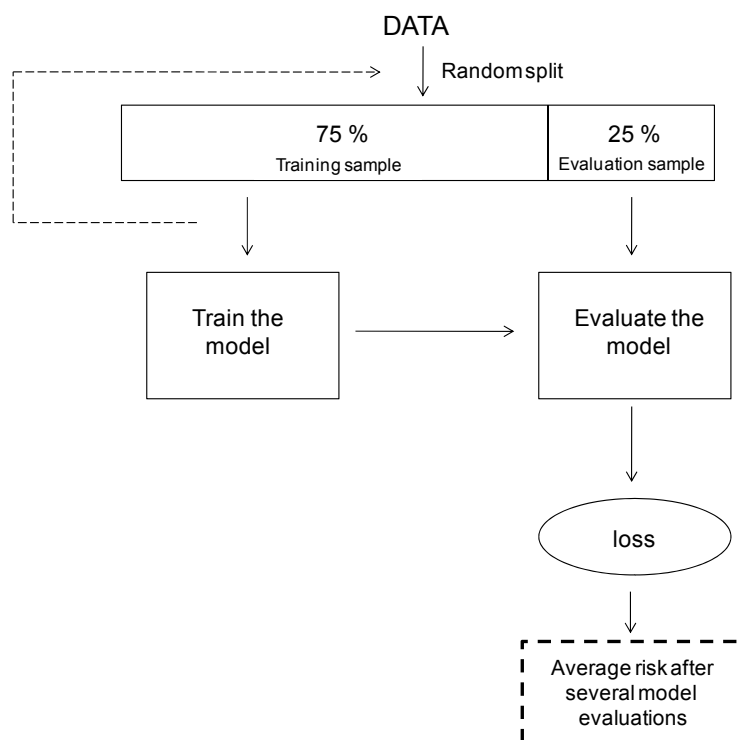 DATA
Random split
75 %
Training sample
25 %
Evaluation sample
Train the
model
Evaluate the
model
loss
Average risk after
several model
evaluations